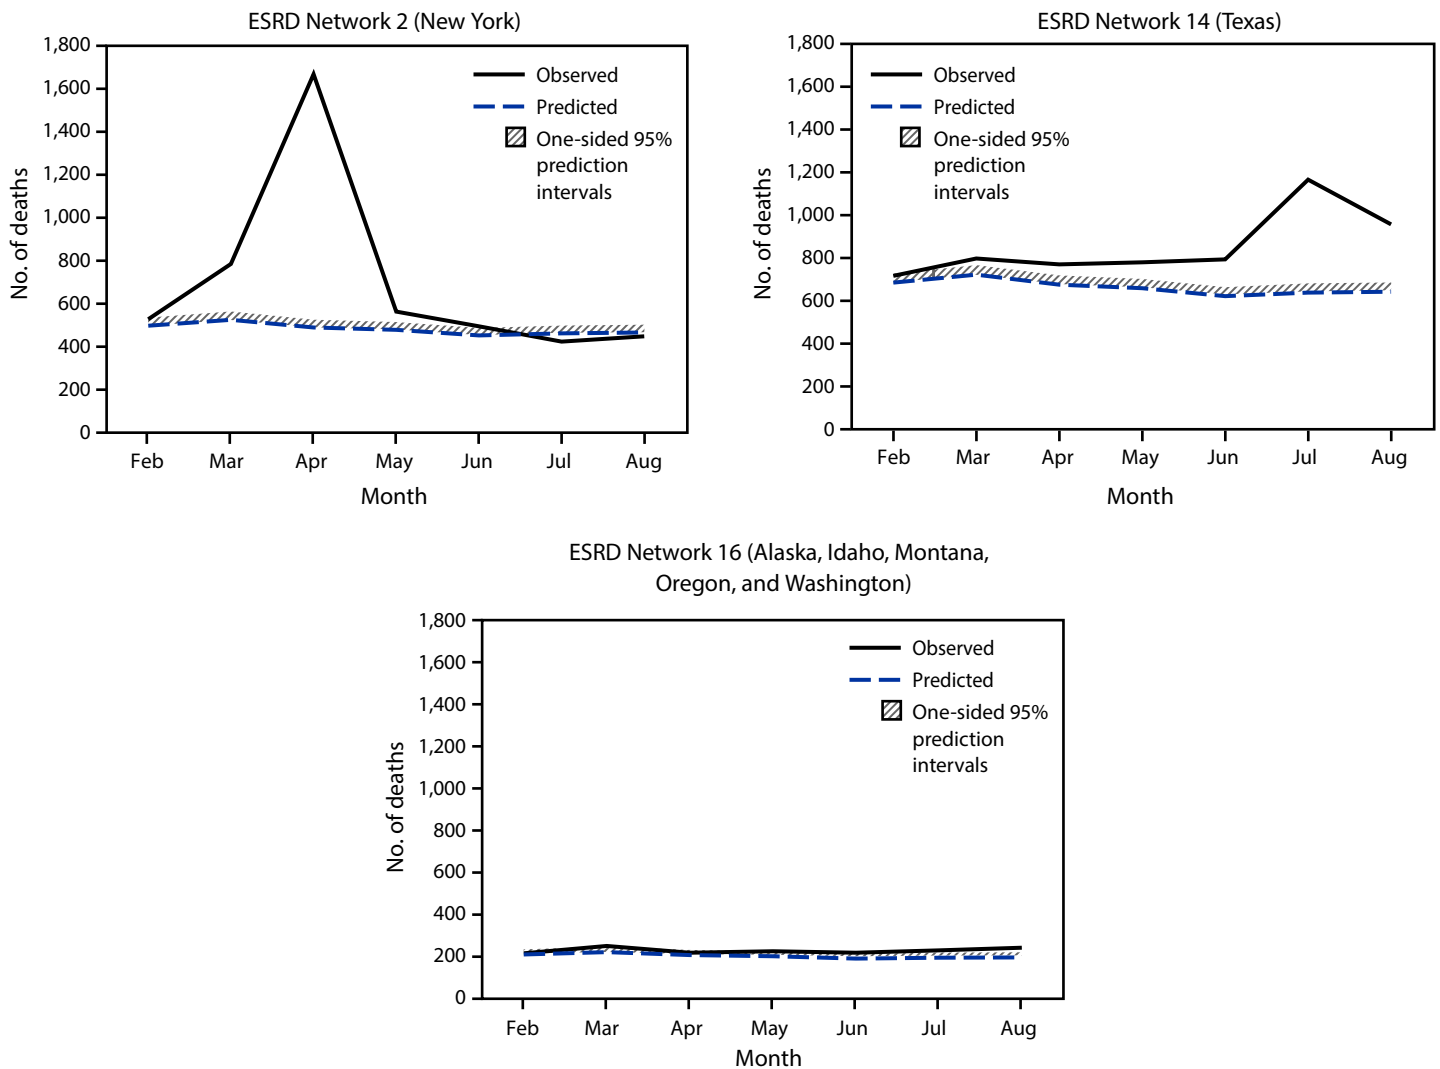 ESRD Network 2 (New York)
1,800
1,600
1,400
1,200
1,000
800
600
400
200
0
No. of deaths
Observed
Predicted
One-sided 95%
prediction
intervals
Feb Mar Apr May Jun Jul Aug
Month
ESRD Network 14 (Texas)
1,800
1,600
1,400
1,200
1,000
800
600
400
200
0
No. of deaths
Observed
Predicted
One-sided 95%
prediction
intervals
Feb Mar Apr May Jun Jul Aug
Month
ESRD Network 16 (Alaska, Idaho, Montana,
Oregon, and Washington)
1,800
1,600
1,400
1,200
1,000
800
600
400
200
0
No. of deaths
Observed
Predicted
One-sided 95%
prediction
intervals
Feb Mar Apr May Jun Jul Aug
Month